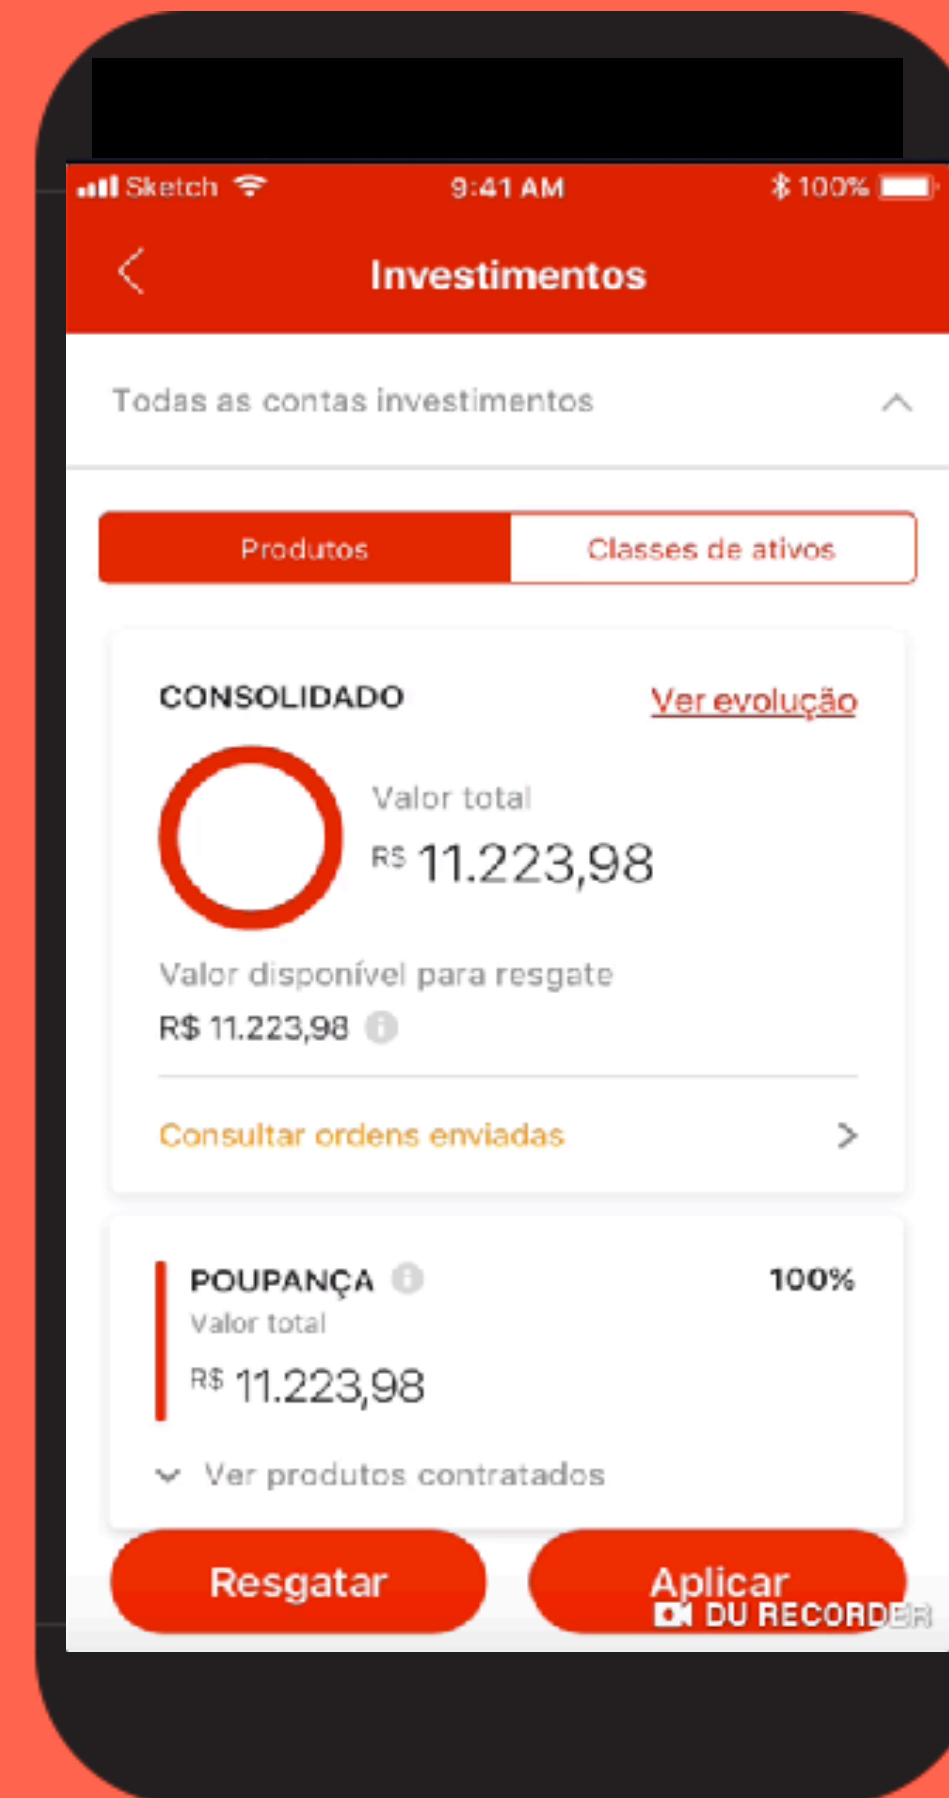 Sketch 9:41 AM 100%
Investimentos
Todas as contas investimentos
Produtos Classes de ativos
CONSOLIDADO Ver evolução
Valor total
R$ 11.223,98
Valor disponível para resgate
R$ 11.223,98
Consultar ordens enviadas
POUPANÇA 100%
Valor total
R$ 11.223,98
Ver produtos contratados
Resgatar Aplicar
DU RECORDER